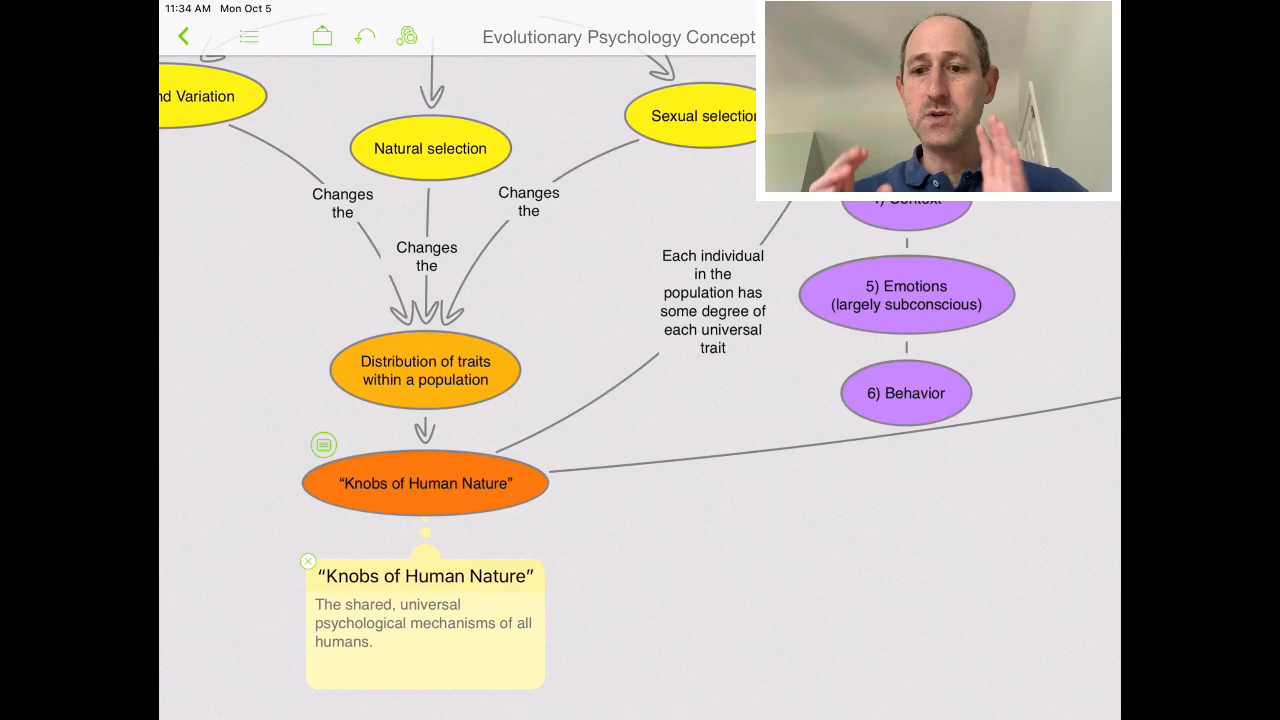 11:34 AM Mon Oct 5
Evolutionary Psychology Concept
nd Variation
Natural selection
Sexual selection
Changes
the
Changes
the
Changes
the
Each individual
in the
population has
some degree of
each universal
trait
Context
5) Emotions
(largely subconscious)
6) Behavior
Distribution of traits
within a population
“Knobs of Human Nature”
“Knobs of Human Nature”
The shared, universal
psychological mechanisms of all
humans.